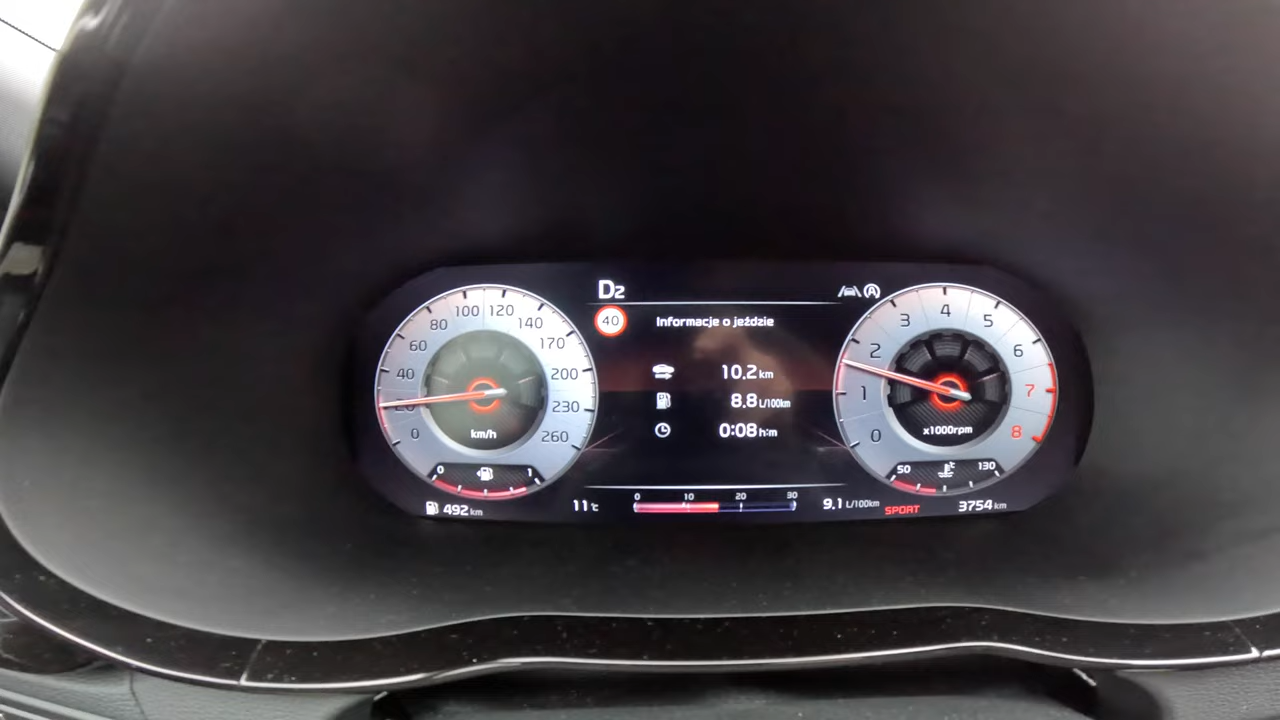 D2
40
Informacje o jeździe
10.2 km
8.8 L/100km
0:08 h:m
0 20 40 60 80 100 120 140 170 200 230 260
km/h
0 1
0 1 2 3 4 5 6 7 8
x1000rpm
50 °C 130
A
492 km
11°C
0 10 20 30
9.1 L/100km
SPORT
3754 km